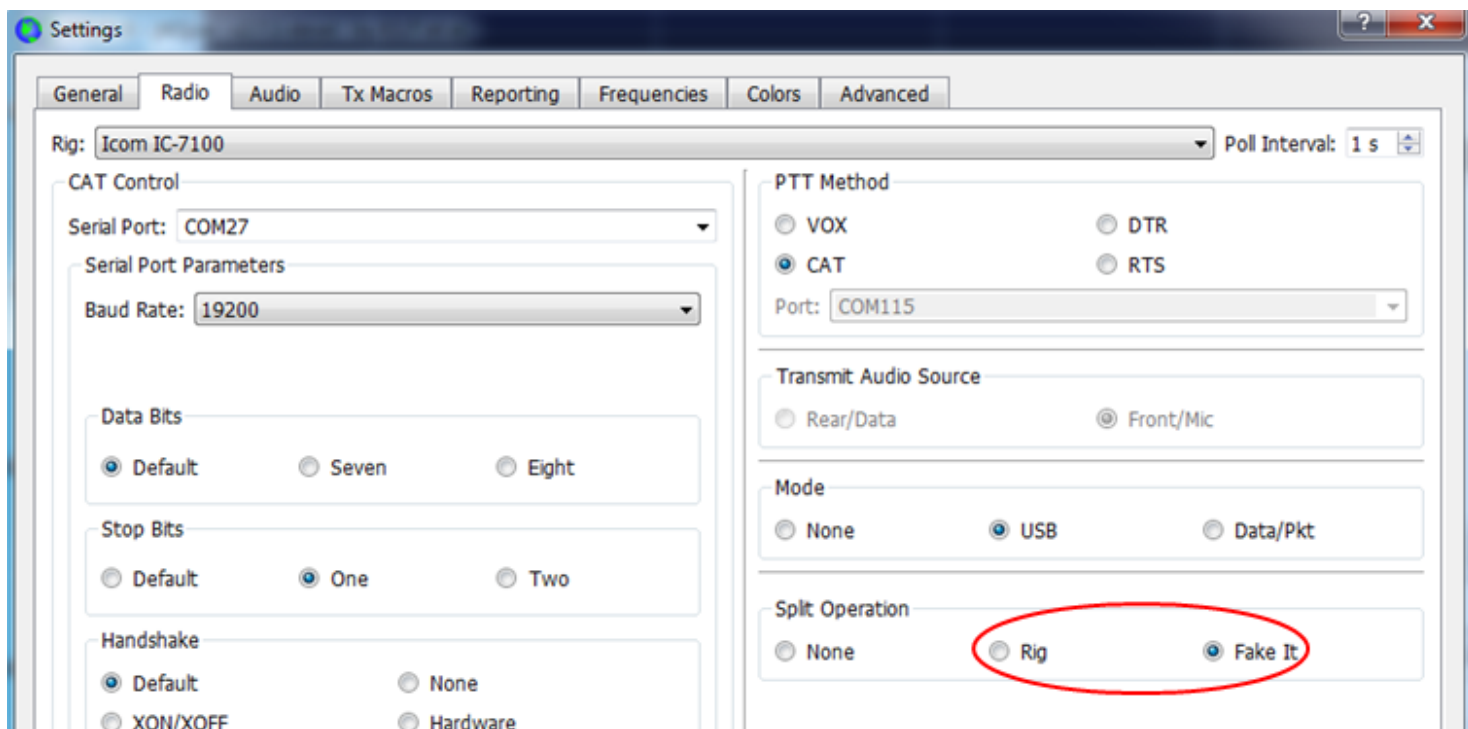 Settings
?
X
General Radio Audio Tx Macros Reporting Frequencies Colors Advanced
Rig: Icom IC-7100
Poll Interval: 1 s
CAT Control
Serial Port: COM27
Serial Port Parameters
Baud Rate: 19200
Data Bits
Default Seven Eight
Stop Bits
Default One Two
Handshake
Default None
XON/XOFF Hardware
PTT Method
VOX DTR
CAT RTS
Port: COM115
Transmit Audio Source
Rear/Data Front/Mic
Mode
None USB Data/Pkt
Split Operation
None Rig Fake It